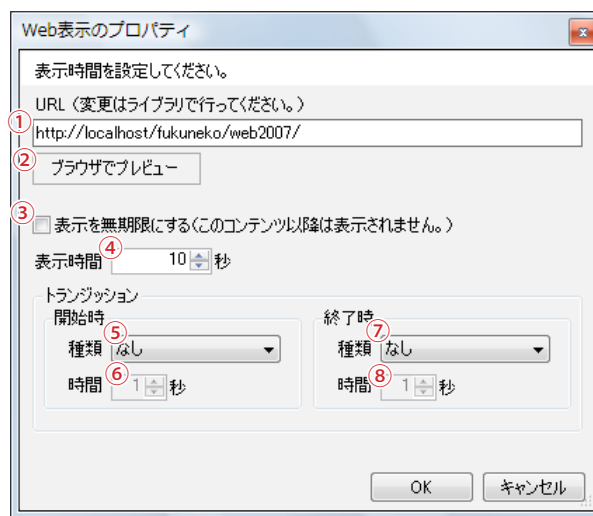 Web表示のプロパティ
表示時間を設定してください。
URL（変更はライブラリで行ってください。）
①
http://localhost/fukuneko/web2007/
② ブラウザでプレビュー
③ 表示を無期限にする(このコンテンツ以降は表示されません。)
④
表示時間 10 秒
トランジッション
開始時
⑤
種類 なし
⑥
時間 1 秒
終了時
⑦
種類 なし
⑧
時間 1 秒
OK キャンセル